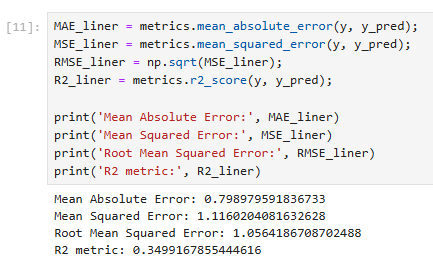 [11]:
MAE_liner = metrics.mean_absolute_error(y, y_pred);
MSE_liner = metrics.mean_squared_error(y, y_pred);
RMSE_liner = np.sqrt(MSE_liner);
R2_liner = metrics.r2_score(y, y_pred);
print('Mean Absolute Error:', MAE_liner)
print('Mean Squared Error:', MSE_liner)
print('Root Mean Squared Error:', RMSE_liner)
print('R2 metric:', R2_liner)
Mean Absolute Error: 0.798979591836733
Mean Squared Error: 1.1160204081632628
Root Mean Squared Error: 1.0564186708702488
R2 metric: 0.3499167855444616